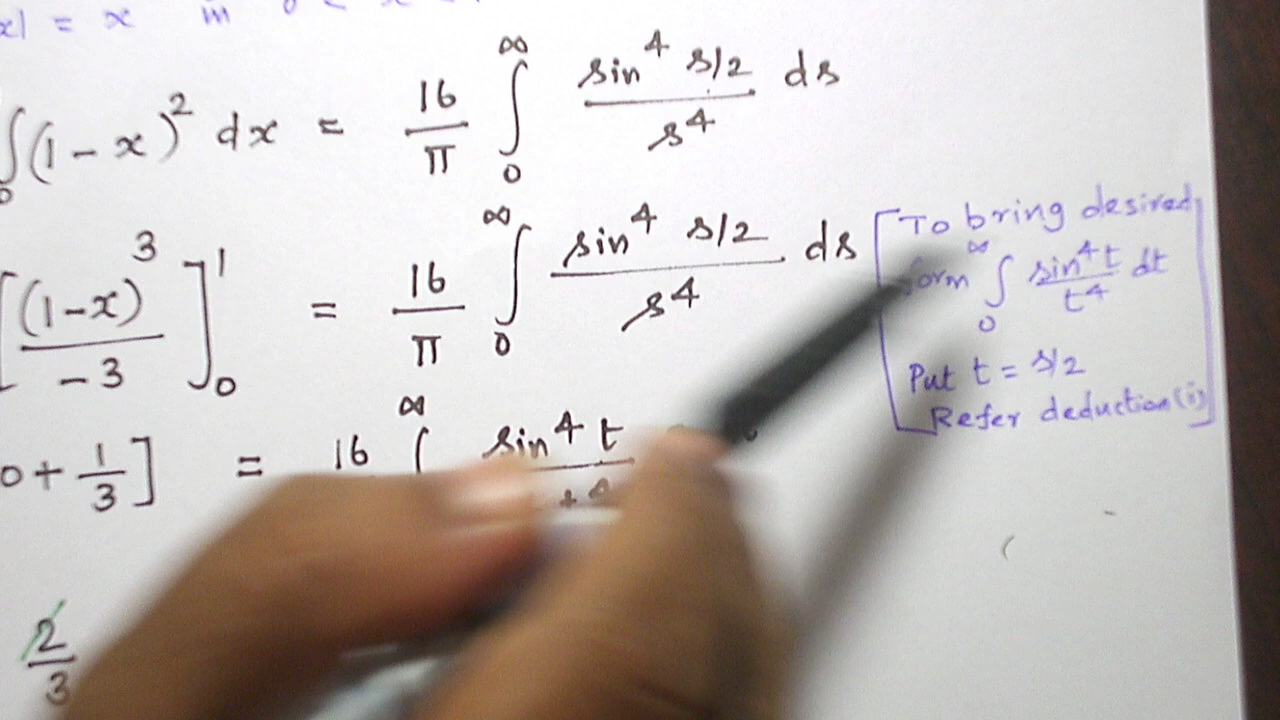 x| = x in 0 < x
∫₀(1-x)² dx = 16/π ∫₀^∞ sin⁴ s/2 / s⁴ ds
[(1-x)³/-3]₀¹ = 16/π ∫₀^∞ sin⁴ s/2 / s⁴ ds
[To bring desired
form ∫₀^∞ sin⁴t/t⁴ dt
Put t = s/2
Refer deduction(i)]
0 + 1/3] = 16 ∫^∞ sin⁴ t
2/3